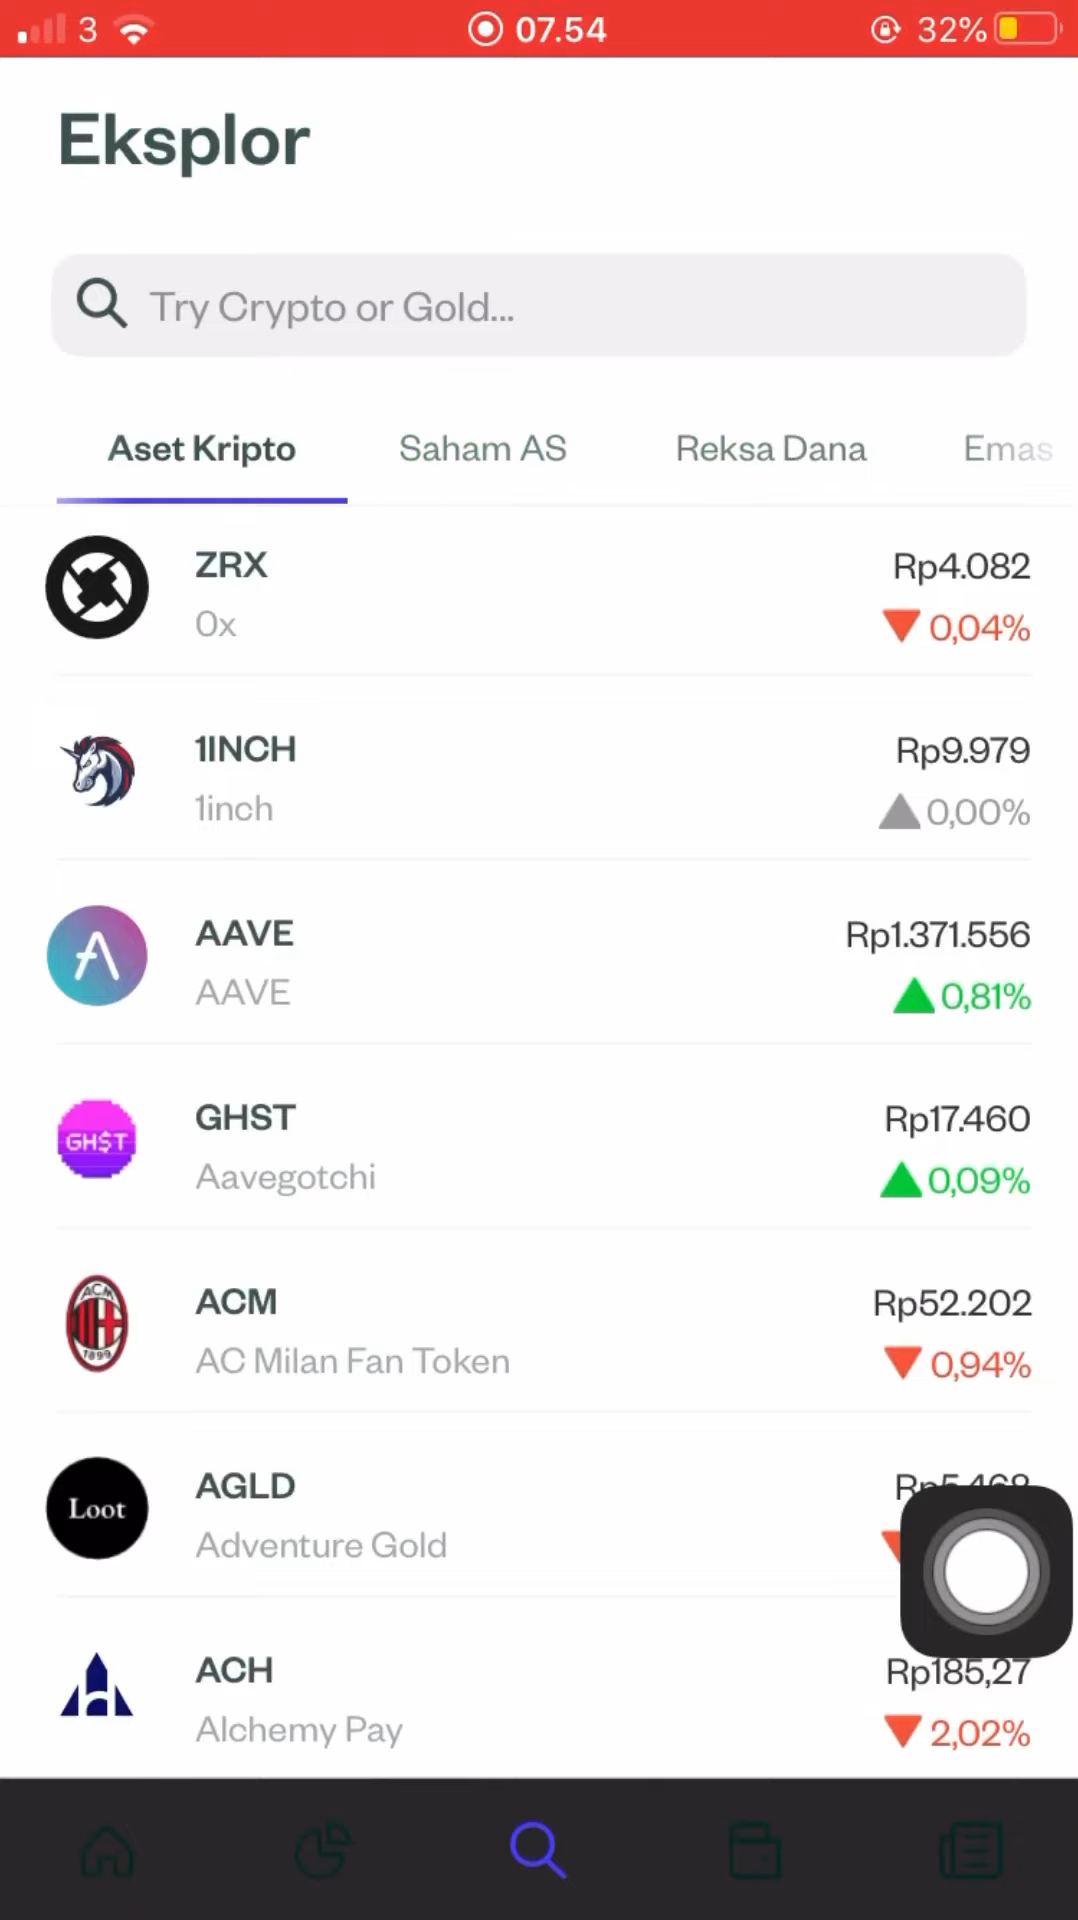 3 07.54 32%
Eksplor
Try Crypto or Gold...
Aset Kripto Saham AS Reksa Dana Emas
ZRX Rp4.082
0x 0,04%
1INCH Rp9.979
1inch 0,00%
AAVE Rp1.371.556
AAVE 0,81%
GHST Rp17.460
GH$T
Aavegotchi 0,09%
ACM Rp52.202
ACM
1899
AC Milan Fan Token 0,94%
AGLD
Loot
Adventure Gold
ACH Rp185,27
Alchemy Pay 2,02%